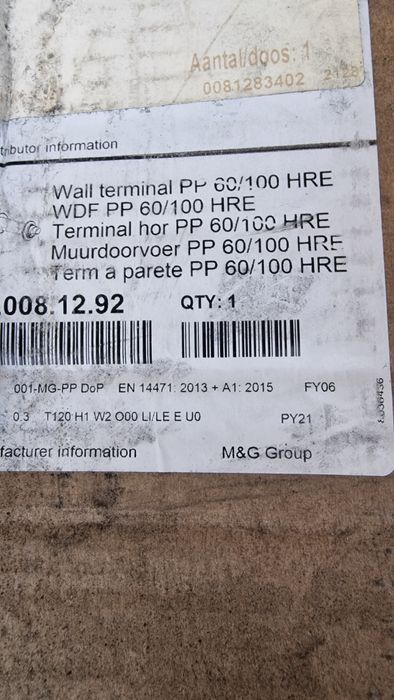 Aantal/doos: 1
0081283402 2128
tributor information
Wall terminal PP 60/100 HRE
WDF PP 60/100 HRE
Terminal hor PP 60/100 HRE
Muurdoorvoer PP 60/100 HRE
Term a parete PP 60/100 HRE
.008.12.92 QTY: 1
001-MG-PP DoP EN 14471: 2013 + A1: 2015 FY06
0.3 T120 H1 W2 O00 LI/LE E U0 PY21
facturer information M&G Group